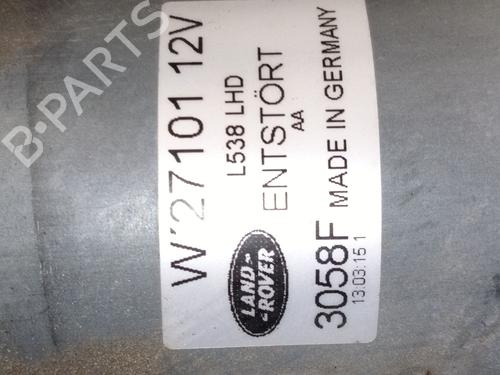 W'27101 12V
L538 LHD
ENTSTÖRT
AA
LAND-
-ROVER
3058F MADE IN GERMANY
13:03:15 1
B-PARTS